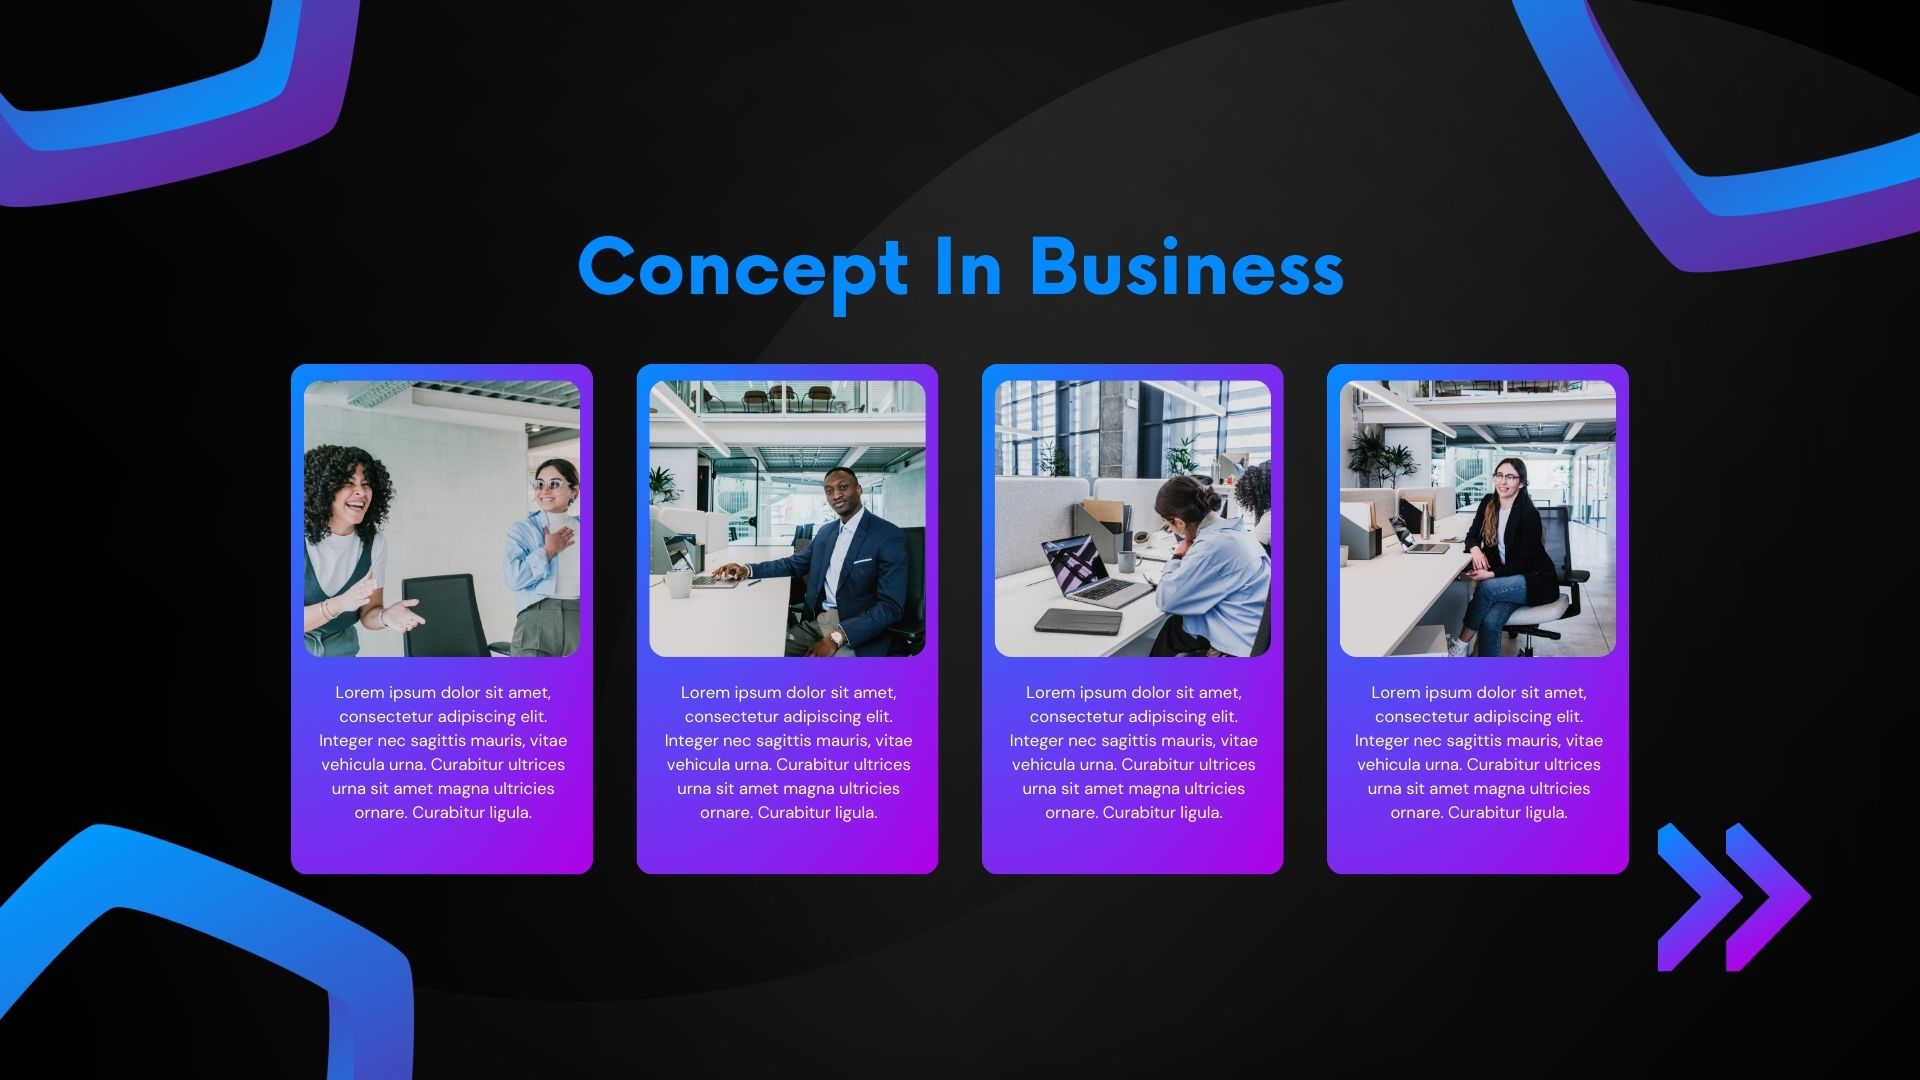 Concept In Business
Lorem ipsum dolor sit amet,
consectetur adipiscing elit.
Integer nec sagittis mauris, vitae
vehicula urna. Curabitur ultrices
urna sit amet magna ultricies
ornare. Curabitur ligula.
Lorem ipsum dolor sit amet,
consectetur adipiscing elit.
Integer nec sagittis mauris, vitae
vehicula urna. Curabitur ultrices
urna sit amet magna ultricies
ornare. Curabitur ligula.
Lorem ipsum dolor sit amet,
consectetur adipiscing elit.
Integer nec sagittis mauris, vitae
vehicula urna. Curabitur ultrices
urna sit amet magna ultricies
ornare. Curabitur ligula.
Lorem ipsum dolor sit amet,
consectetur adipiscing elit.
Integer nec sagittis mauris, vitae
vehicula urna. Curabitur ultrices
urna sit amet magna ultricies
ornare. Curabitur ligula.